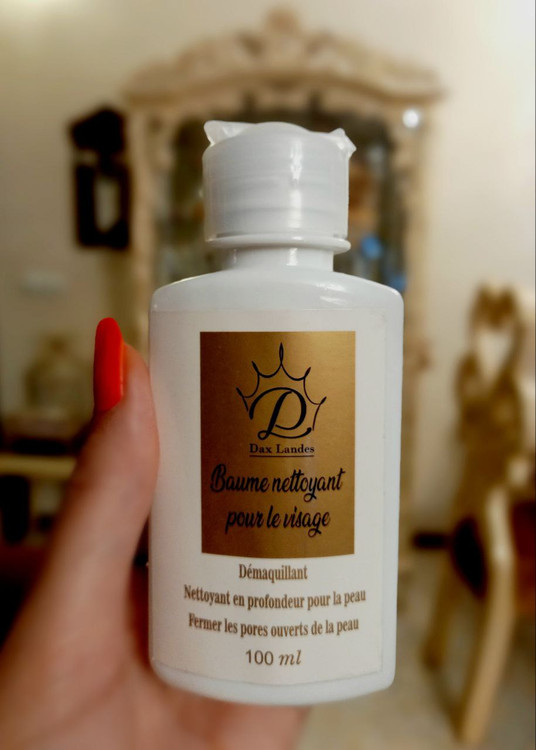 Dax Landes
Baume nettoyant
pour le visage
Démaquillant
Nettoyant en profondeur pour la peau
Fermer les pores ouverts de la peau
100 ml